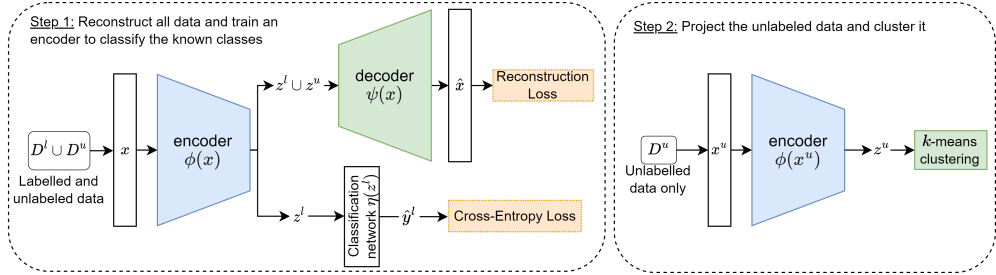 Step 1: Reconstruct all data and train an
encoder to classify the known classes
D^l ∪ D^u
Labelled and
unlabeled data
x
encoder
ϕ(x)
z^l ∪ z^u
decoder
ψ(x)
x̂
Reconstruction
Loss
z^l
Classification
network η(z^l)
ŷ^l
Cross-Entropy Loss
Step 2: Project the unlabeled data and cluster it
D^u
Unlabelled
data only
x^u
encoder
ϕ(x^u)
z^u
k-means
clustering